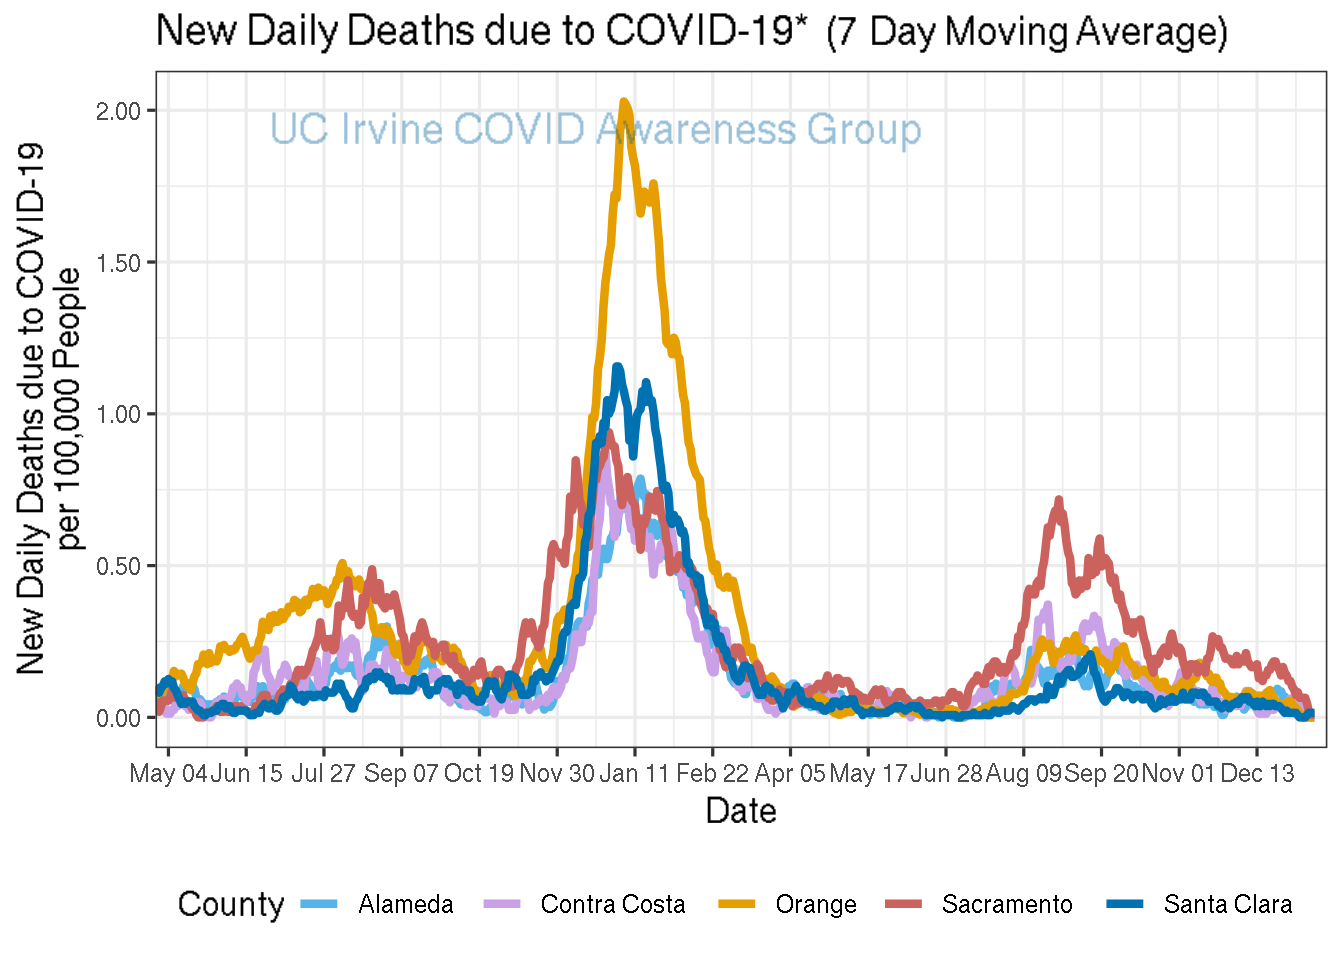 New Daily Deaths due to COVID-19* (7 Day Moving Average)
UC Irvine COVID Awareness Group
New Daily Deaths due to COVID-19
per 100,000 People
2.00
1.50
1.00
0.50
0.00
May 04 Jun 15 Jul 27 Sep 07 Oct 19 Nov 30 Jan 11 Feb 22 Apr 05 May 17 Jun 28 Aug 09 Sep 20 Nov 01 Dec 13
Date
County Alameda Contra Costa Orange Sacramento Santa Clara